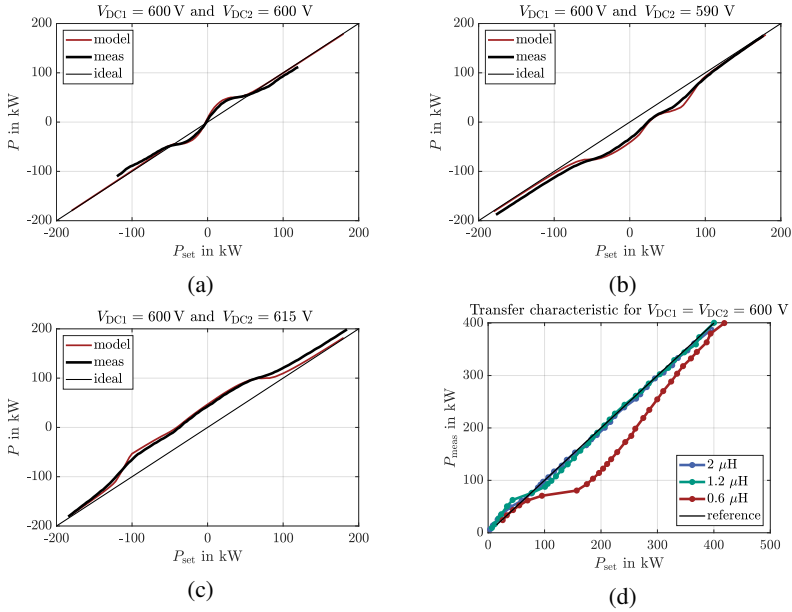 V_DC1 = 600 V and V_DC2 = 600 V
model
meas
ideal
200
100
0
-100
-200
P in kW
-200 -100 0 100 200
P_set in kW
(a)
V_DC1 = 600 V and V_DC2 = 590 V
model
meas
ideal
200
100
0
-100
-200
P in kW
-200 -100 0 100 200
P_set in kW
(b)
V_DC1 = 600 V and V_DC2 = 615 V
model
meas
ideal
200
100
0
-100
-200
P in kW
-200 -100 0 100 200
P_set in kW
(c)
Transfer characteristic for V_DC1 = V_DC2 = 600 V
400
300
200
100
0
P_meas in kW
2 μH
1.2 μH
0.6 μH
reference
0 100 200 300 400 500
P_set in kW
(d)